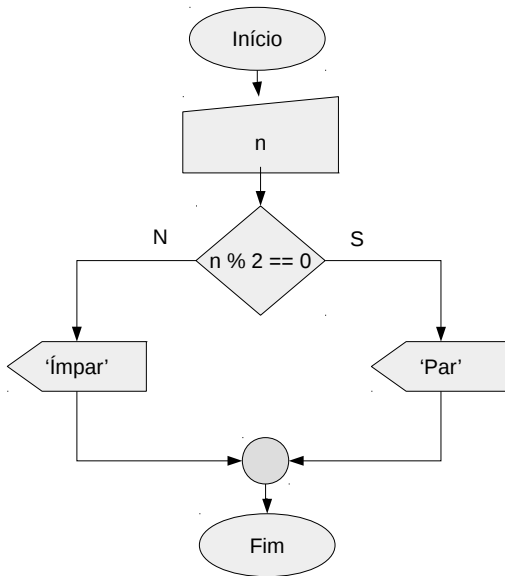 Início
n
N
S
n % 2 == 0
‘Ímpar’
‘Par’
Fim